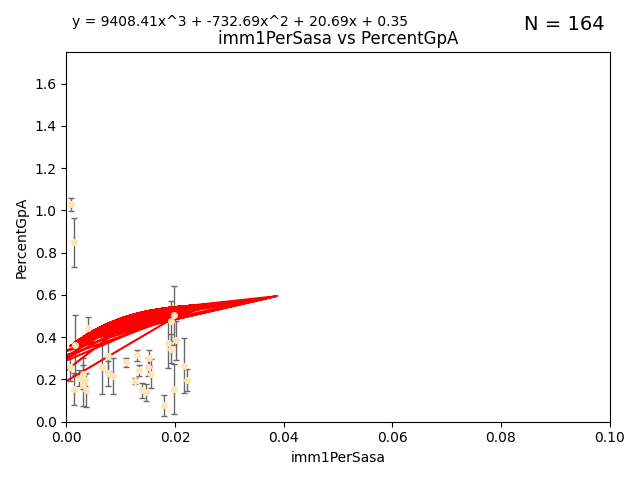 y = 9408.41x^3 + -732.69x^2 + 20.69x + 0.35
N = 164
imm1PerSasa vs PercentGpA
PercentGpA
1.6
1.4
1.2
1.0
0.8
0.6
0.4
0.2
0.0
0.00 0.02 0.04 0.06 0.08 0.10
imm1PerSasa